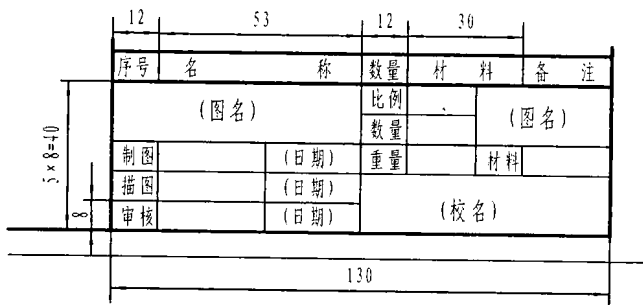 12 53 12 30
序号 名 称 数量 材 料 备 注
(图名) 比例 (图名)
数量
制图 (日期) 重量 材料
描图 (日期) (校名)
审核 (日期)
5×8=40
8
130